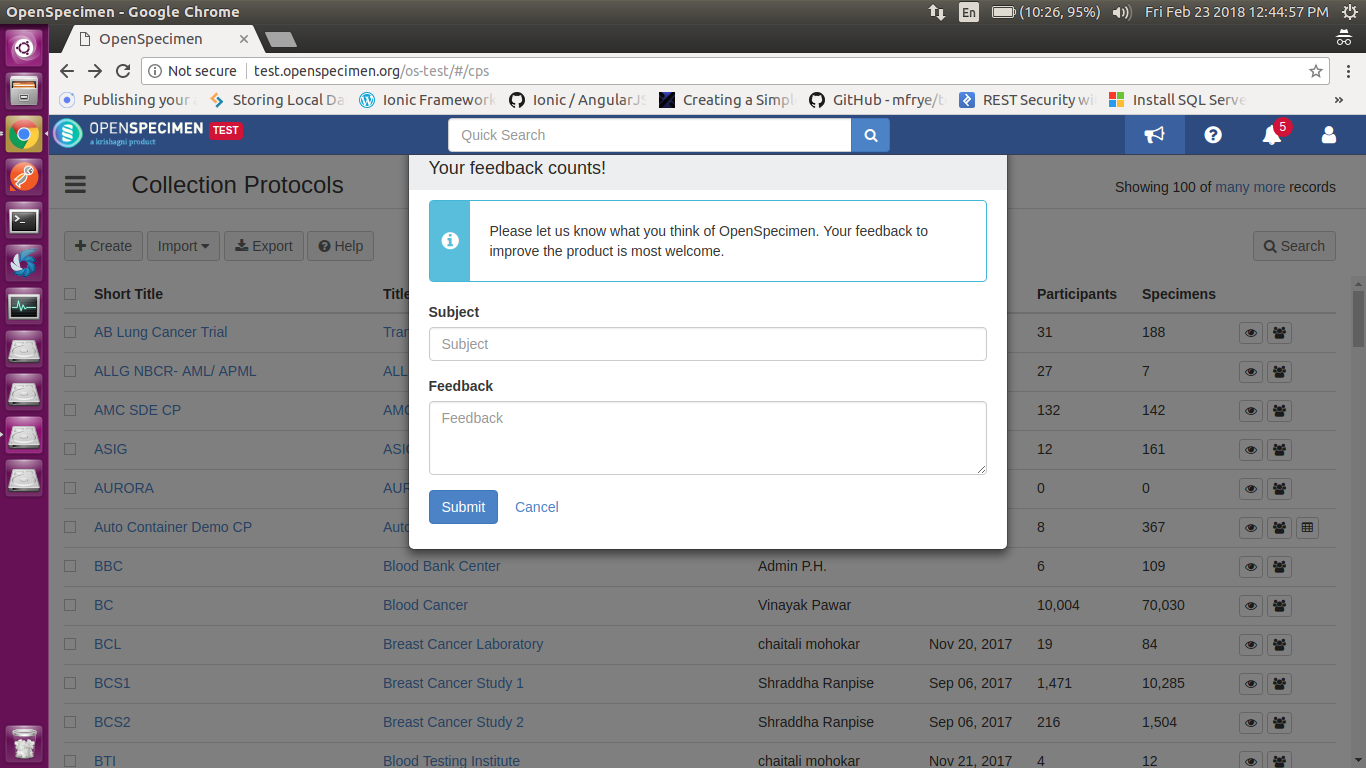 OpenSpecimen - Google Chrome
En
(10:26, 95%)
Fri Feb 23 2018 12:44:57 PM
OpenSpecimen
Not secure
test.openspecimen.org/os-test/#/cps
Publishing your
Storing Local Da
Ionic Framework
Ionic / AngularJS
Creating a Simpl
GitHub - mfrye/
REST Security wi
Install SQL Serve
»
OPENSPECIMEN
TEST
a krishagni product
Quick Search
5
Collection Protocols
Your feedback counts!
Showing 100 of many more records
Please let us know what you think of OpenSpecimen. Your feedback to
improve the product is most welcome.
Create
Import
Export
Help
Search
Short Title
Title
Participants
Specimens
Subject
Subject
Feedback
Feedback
Submit
Cancel
AB Lung Cancer Trial
31
188
ALLG NBCR- AML/ APML
ALL
27
7
AMC SDE CP
AMC
132
142
ASIG
12
161
AURORA
0
0
Auto Container Demo CP
Auto
8
367
BBC
Blood Bank Center
Admin P.H.
6
109
BC
Blood Cancer
Vinayak Pawar
10,004
70,030
BCL
Breast Cancer Laboratory
chaitali mohokar
Nov 20, 2017
19
84
BCS1
Breast Cancer Study 1
Shraddha Ranpise
Sep 06, 2017
1,471
10,285
BCS2
Breast Cancer Study 2
Shraddha Ranpise
Sep 06, 2017
216
1,504
BTI
Blood Testing Institute
chaitali mohokar
Nov 21, 2017
4
12